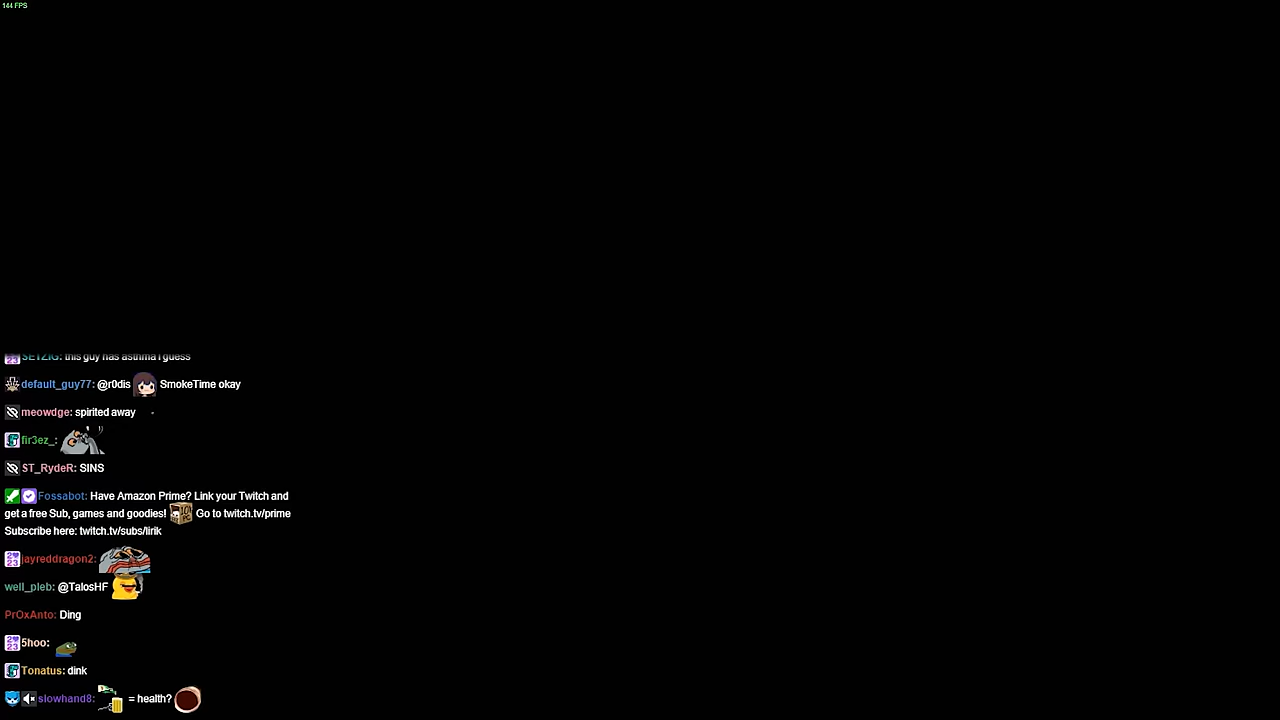 144 FPS
SETZIG: this guy has asthma i guess
default_guy77: @r0dis SmokeTime okay
meowdge: spirited away
fir3ez_:
ST_RydeR: SINS
Fossabot: Have Amazon Prime? Link your Twitch and
get a free Sub, games and goodies! Go to twitch.tv/prime
Subscribe here: twitch.tv/subs/lirik
jayreddragon2:
well_pleb: @TalosHF
PrOxAnto: Ding
5hoo:
Tonatus: dink
slowhand8: = health?